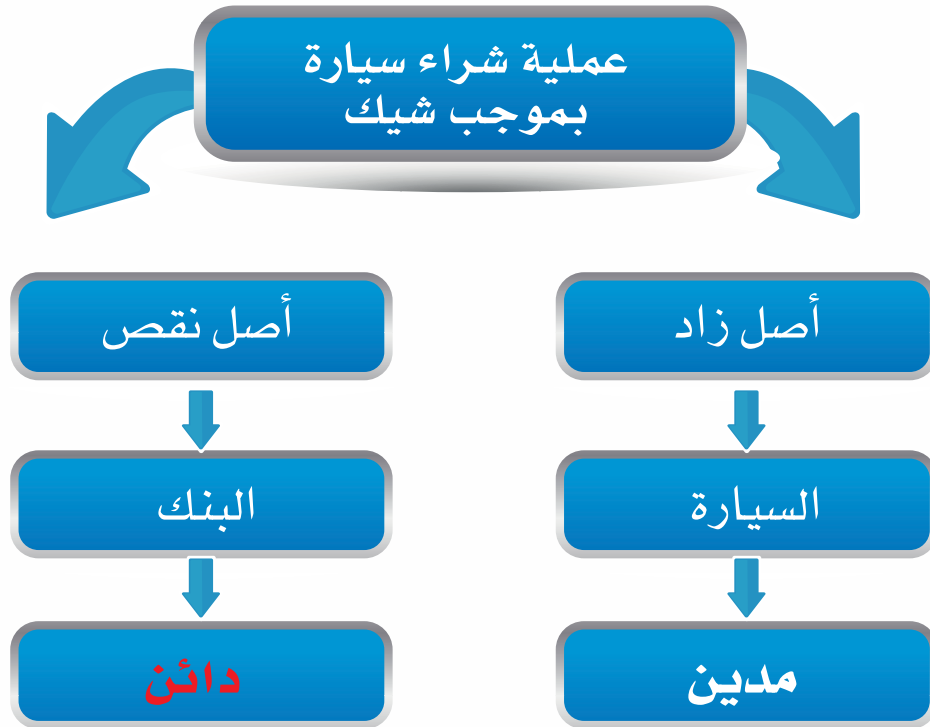 عملية شراء سيارة
بموجب شيك
أصل زاد
أصل نقص
السيارة
البنك
مدين
دائن